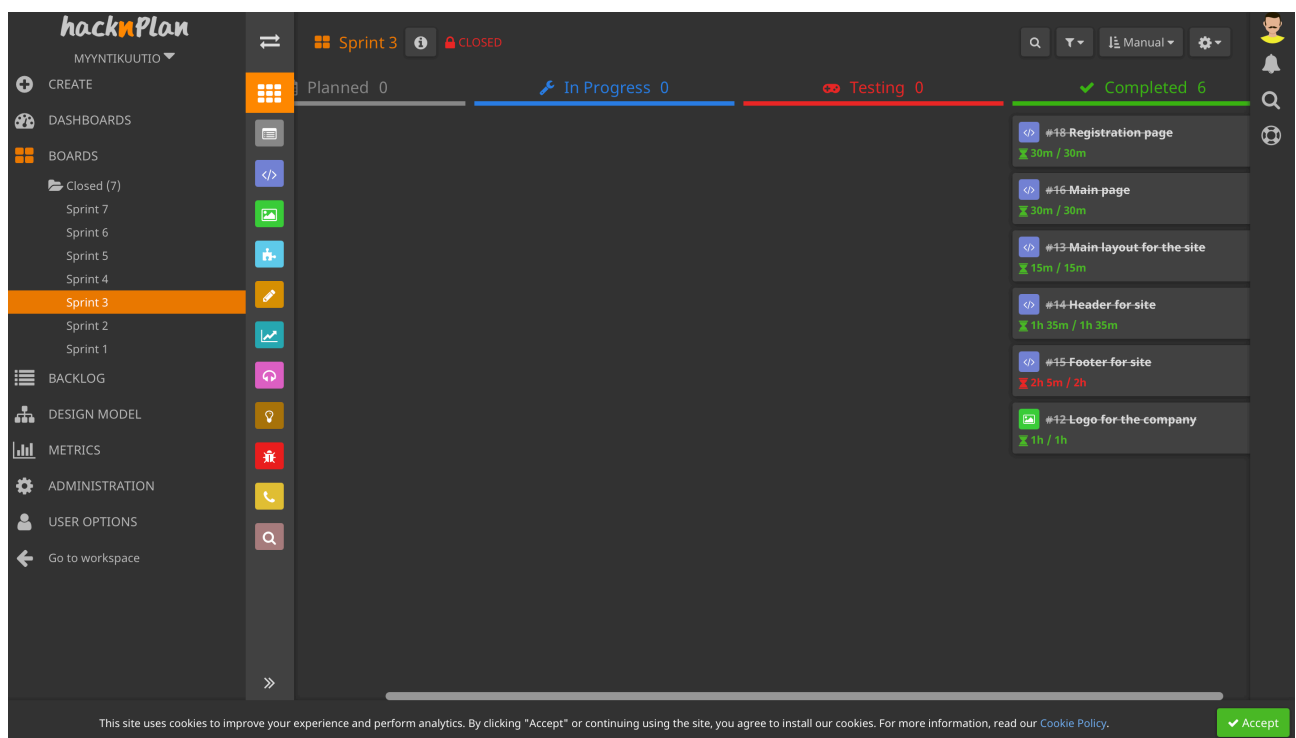 hacknPlan
MYYNTIKUUTIO
CREATE
DASHBOARDS
BOARDS
Closed (7)
Sprint 7
Sprint 6
Sprint 5
Sprint 4
Sprint 3
Sprint 2
Sprint 1
BACKLOG
DESIGN MODEL
METRICS
ADMINISTRATION
USER OPTIONS
Go to workspace
Sprint 3 CLOSED
Manual
Planned 0
In Progress 0
Testing 0
Completed 6
#18 Registration page
30m / 30m
#16 Main page
30m / 30m
#13 Main layout for the site
15m / 15m
#14 Header for site
1h 35m / 1h 35m
#15 Footer for site
2h 5m / 2h
#12 Logo for the company
1h / 1h
This site uses cookies to improve your experience and perform analytics. By clicking "Accept" or continuing using the site, you agree to install our cookies. For more information, read our Cookie Policy.
Accept